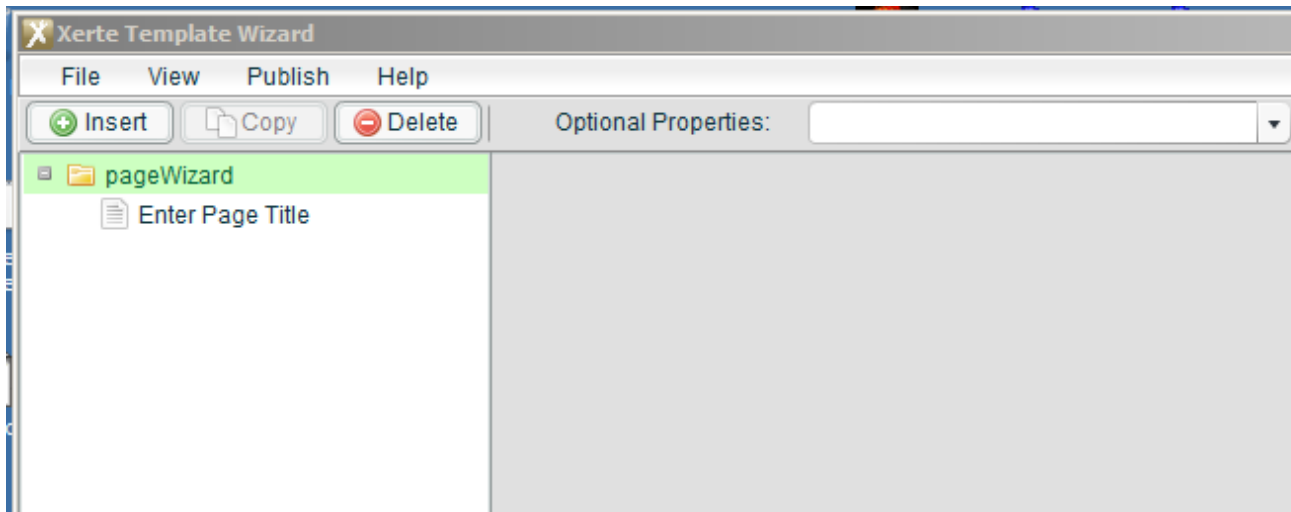 Xerte Template Wizard
File View Publish Help
Insert Copy Delete Optional Properties:
pageWizard
Enter Page Title